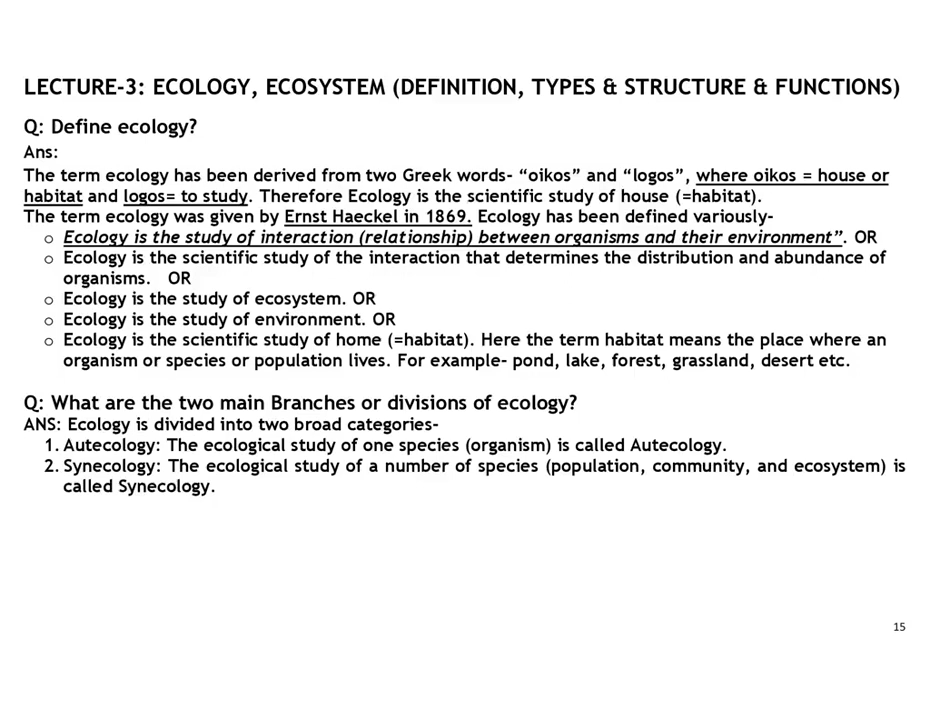 LECTURE-3: ECOLOGY, ECOSYSTEM (DEFINITION, TYPES & STRUCTURE & FUNCTIONS)
Q: Define ecology?
Ans:
The term ecology has been derived from two Greek words- “oikos” and “logos”, where oikos = house or
habitat and logos= to study. Therefore Ecology is the scientific study of house (=habitat).
The term ecology was given by Ernst Haeckel in 1869. Ecology has been defined variously-
o Ecology is the study of interaction (relationship) between organisms and their environment”. OR
o Ecology is the scientific study of the interaction that determines the distribution and abundance of
organisms. OR
o Ecology is the study of ecosystem. OR
o Ecology is the study of environment. OR
o Ecology is the scientific study of home (=habitat). Here the term habitat means the place where an
organism or species or population lives. For example- pond, lake, forest, grassland, desert etc.
Q: What are the two main Branches or divisions of ecology?
ANS: Ecology is divided into two broad categories-
1. Autecology: The ecological study of one species (organism) is called Autecology.
2. Synecology: The ecological study of a number of species (population, community, and ecosystem) is
called Synecology.
15